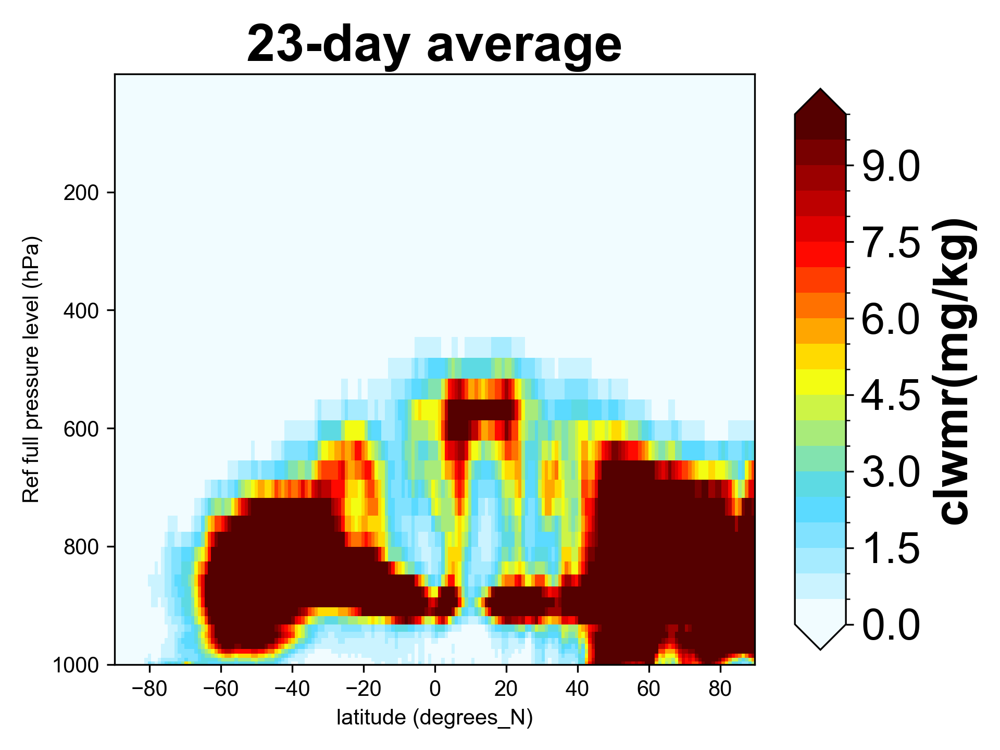 23-day average
Ref full pressure level (hPa)
200
400
600
800
1000
−80 −60 −40 −20 0 20 40 60 80
latitude (degrees_N)
9.0
7.5
6.0
4.5
3.0
1.5
0.0
clwmr(mg/kg)